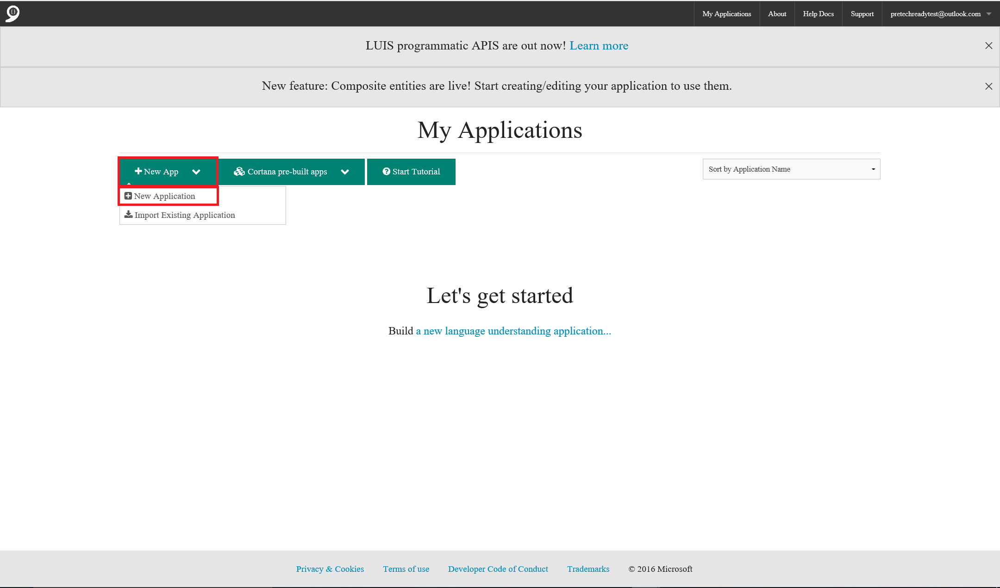 My Applications
About
Help Docs
Support
pretechreadytest@outlook.com
LUIS programmatic APIS are out now! Learn more
New feature: Composite entities are live! Start creating/editing your application to use them.
My Applications
New App
Cortana pre-built apps
Start Tutorial
Sort by Application Name
New Application
Import Existing Application
Let's get started
Build a new language understanding application...
Privacy & Cookies
Terms of use
Developer Code of Conduct
Trademarks
© 2016 Microsoft